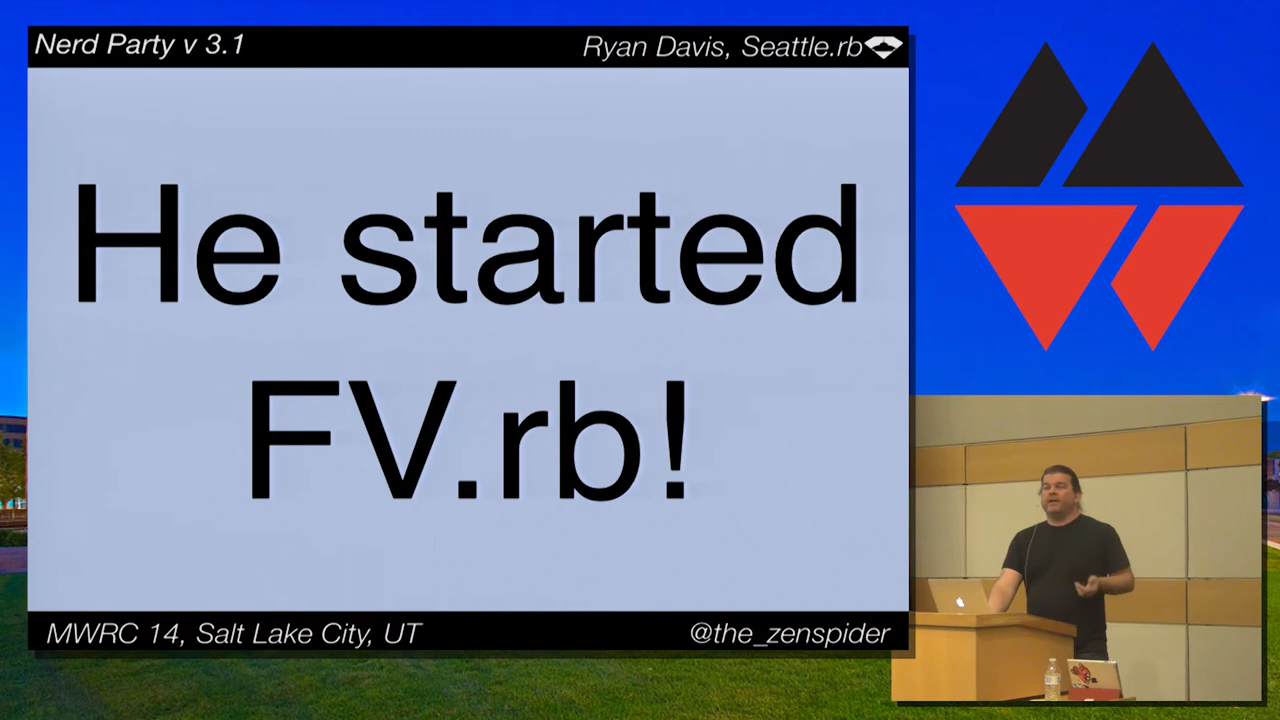 Nerd Party v 3.1
Ryan Davis, Seattle.rb
He started
FV.rb!
MWRC 14, Salt Lake City, UT
@the_zenspider